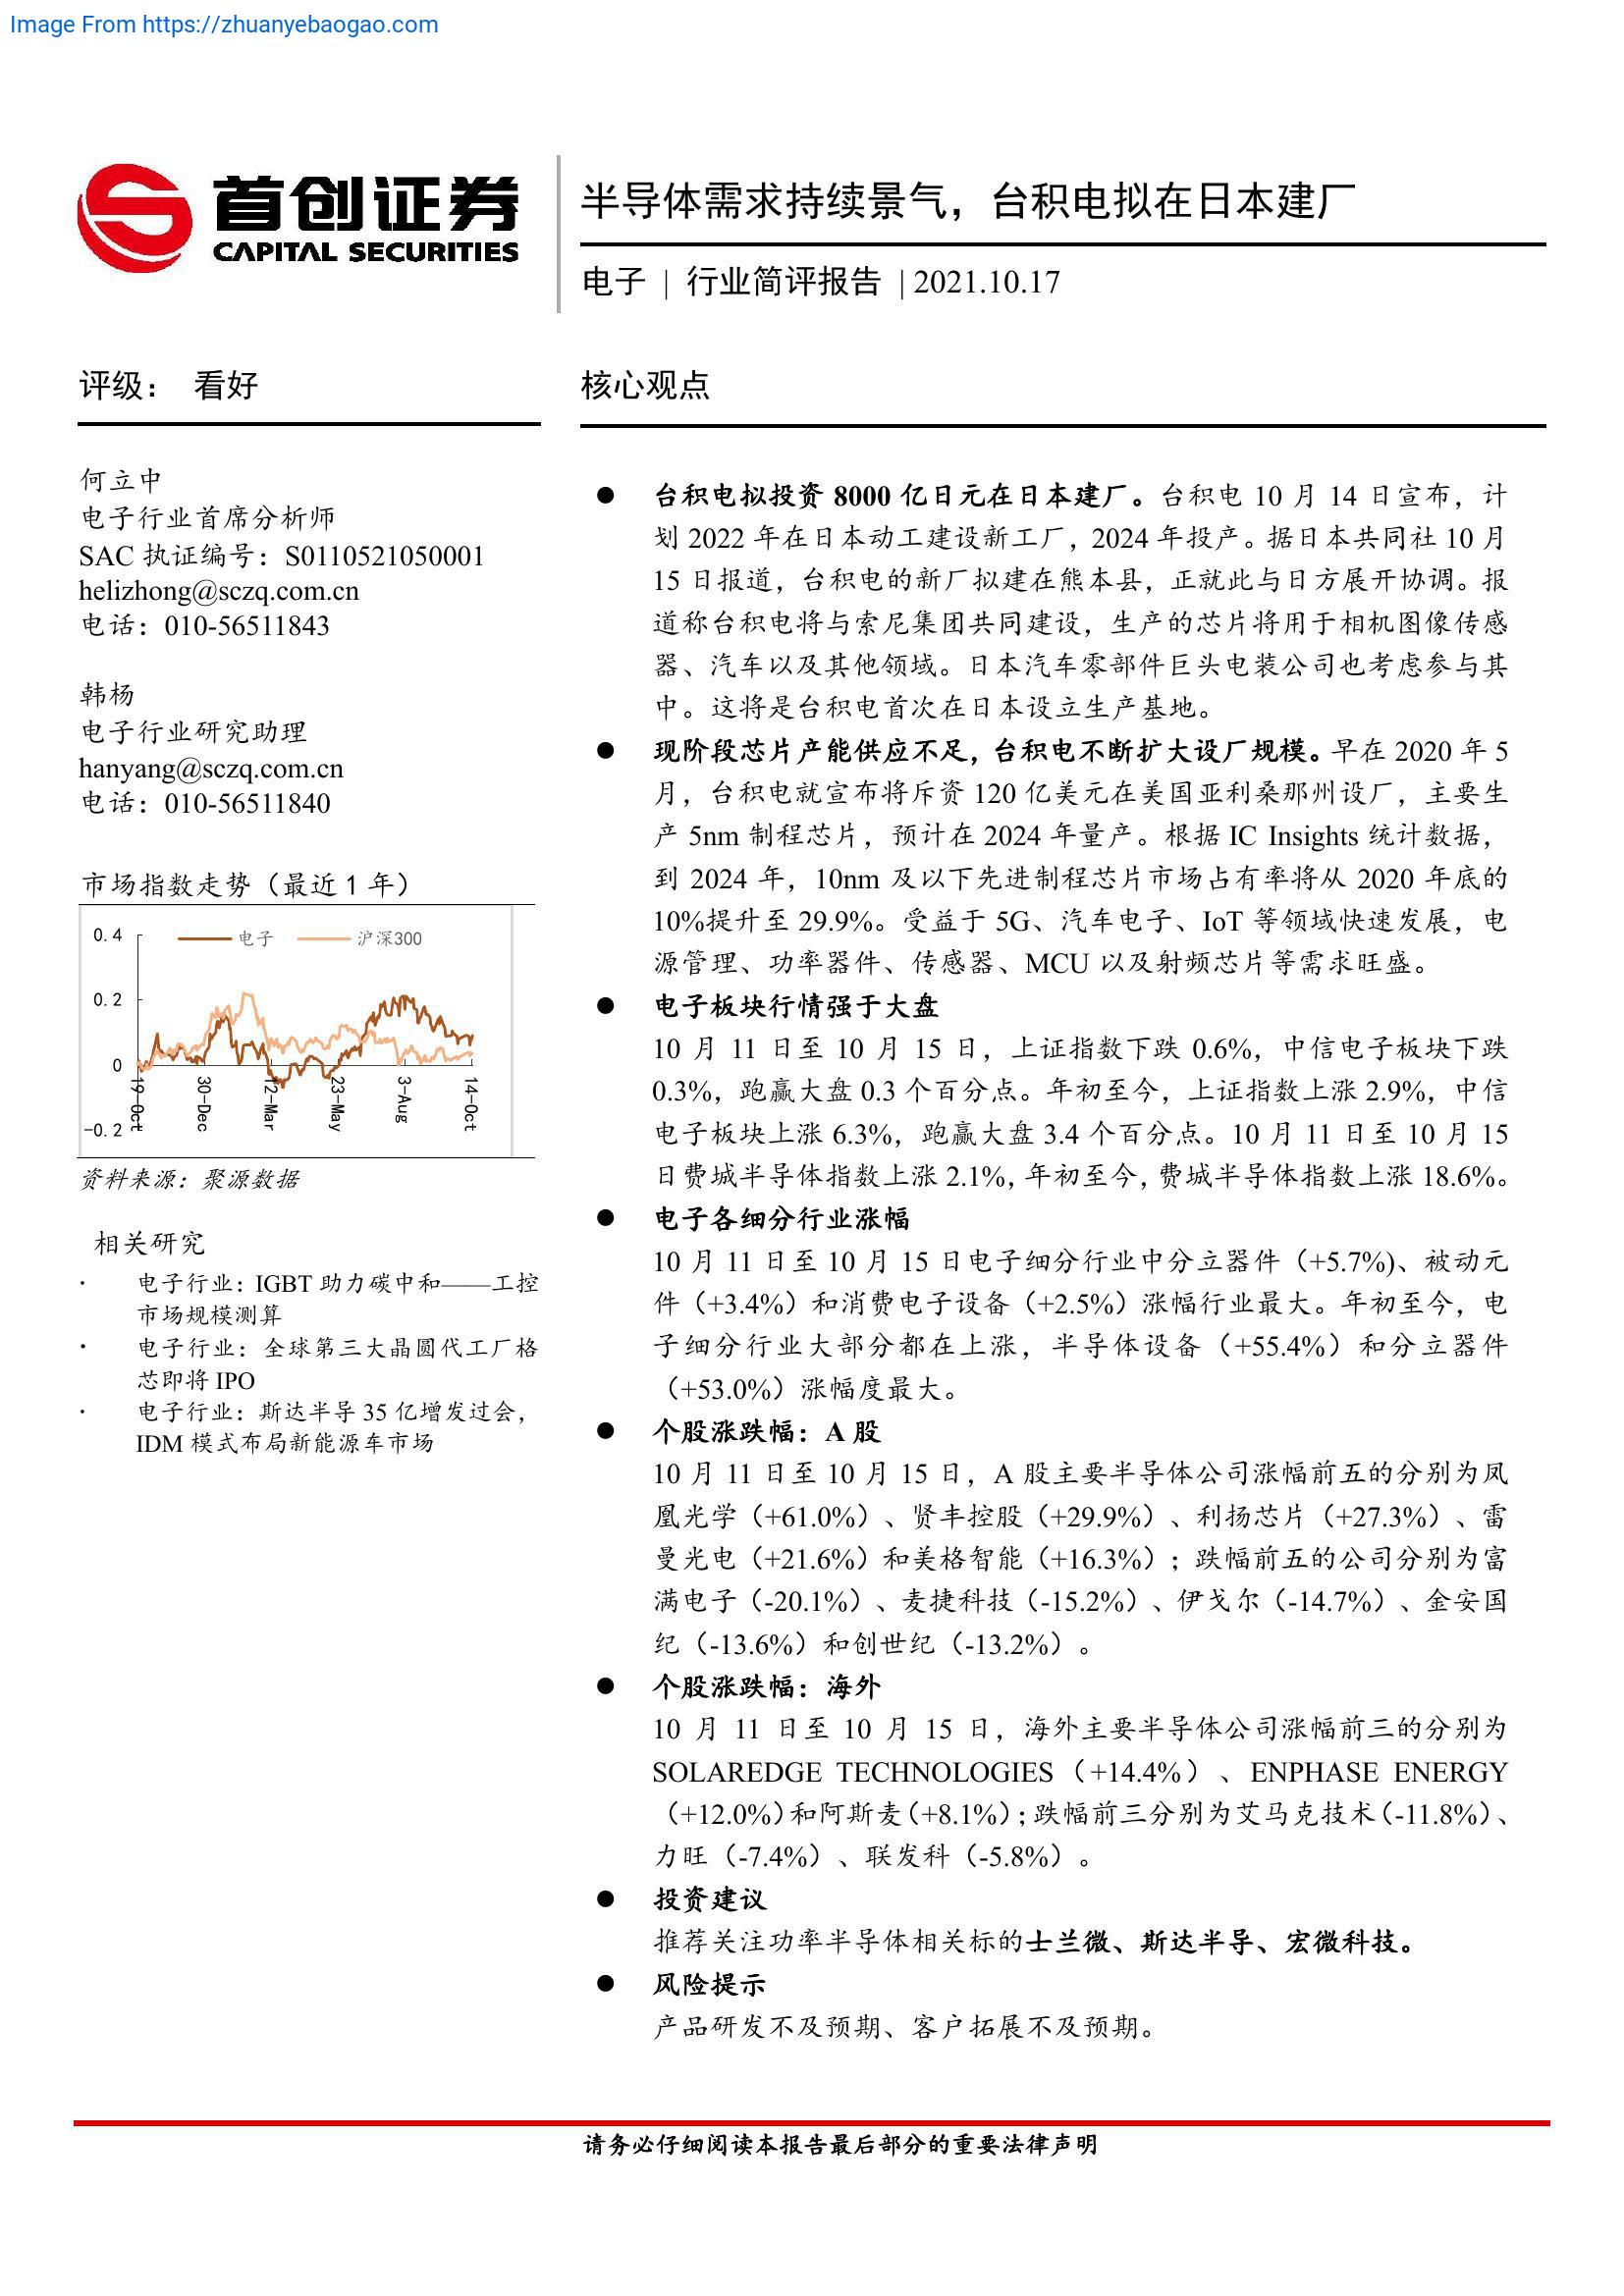 Image From https://zhuanyebaogao.com
首创证券
CAPITAL SECURITIES
半导体需求持续景气，台积电拟在日本建厂
电子 | 行业简评报告 | 2021.10.17
评级： 看好
何立中
电子行业首席分析师
SAC 执证编号：S0110521050001
helizhong@sczq.com.cn
电话：010-56511843
韩杨
电子行业研究助理
hanyang@sczq.com.cn
电话：010-56511840
市场指数走势（最近 1 年）
电子 沪深300
0.4
0.2
0
-0.2
19-Oct
30-Dec
12-Mar
23-May
3-Aug
14-Oct
资料来源：聚源数据
相关研究
· 电子行业：IGBT 助力碳中和——工控
市场规模测算
· 电子行业：全球第三大晶圆代工厂格
芯即将 IPO
· 电子行业：斯达半导 35 亿增发过会，
IDM 模式布局新能源车市场
核心观点
● 台积电拟投资 8000 亿日元在日本建厂。台积电 10 月 14 日宣布，计
划 2022 年在日本动工建设新工厂，2024 年投产。据日本共同社 10 月
15 日报道，台积电的新厂拟建在熊本县，正就此与日方展开协调。报
道称台积电将与索尼集团共同建设，生产的芯片将用于相机图像传感
器、汽车以及其他领域。日本汽车零部件巨头电装公司也考虑参与其
中。这将是台积电首次在日本设立生产基地。
● 现阶段芯片产能供应不足，台积电不断扩大设厂规模。早在 2020 年 5
月，台积电就宣布将斥资 120 亿美元在美国亚利桑那州设厂，主要生
产 5nm 制程芯片，预计在 2024 年量产。根据 IC Insights 统计数据，
到 2024 年，10nm 及以下先进制程芯片市场占有率将从 2020 年底的
10%提升至 29.9%。受益于 5G、汽车电子、IoT 等领域快速发展，电
源管理、功率器件、传感器、MCU 以及射频芯片等需求旺盛。
● 电子板块行情强于大盘
10 月 11 日至 10 月 15 日，上证指数下跌 0.6%，中信电子板块下跌
0.3%，跑赢大盘 0.3 个百分点。年初至今，上证指数上涨 2.9%，中信
电子板块上涨 6.3%，跑赢大盘 3.4 个百分点。10 月 11 日至 10 月 15
日费城半导体指数上涨 2.1%，年初至今，费城半导体指数上涨 18.6%。
● 电子各细分行业涨幅
10 月 11 日至 10 月 15 日电子细分行业中分立器件（+5.7%)、被动元
件（+3.4%）和消费电子设备（+2.5%）涨幅行业最大。年初至今，电
子细分行业大部分都在上涨，半导体设备（+55.4%）和分立器件
（+53.0%）涨幅度最大。
● 个股涨跌幅：A 股
10 月 11 日至 10 月 15 日，A 股主要半导体公司涨幅前五的分别为凤
凰光学（+61.0%）、贤丰控股（+29.9%）、利扬芯片（+27.3%）、雷
曼光电（+21.6%）和美格智能（+16.3%）；跌幅前五的公司分别为富
满电子（-20.1%）、麦捷科技（-15.2%）、伊戈尔（-14.7%）、金安国
纪（-13.6%）和创世纪（-13.2%）。
● 个股涨跌幅：海外
10 月 11 日至 10 月 15 日，海外主要半导体公司涨幅前三的分别为
SOLAREDGE TECHNOLOGIES（+14.4%）、ENPHASE ENERGY
（+12.0%）和阿斯麦（+8.1%）；跌幅前三分别为艾马克技术（-11.8%）、
力旺（-7.4%）、联发科（-5.8%）。
● 投资建议
推荐关注功率半导体相关标的士兰微、斯达半导、宏微科技。
● 风险提示
产品研发不及预期、客户拓展不及预期。
请务必仔细阅读本报告最后部分的重要法律声明